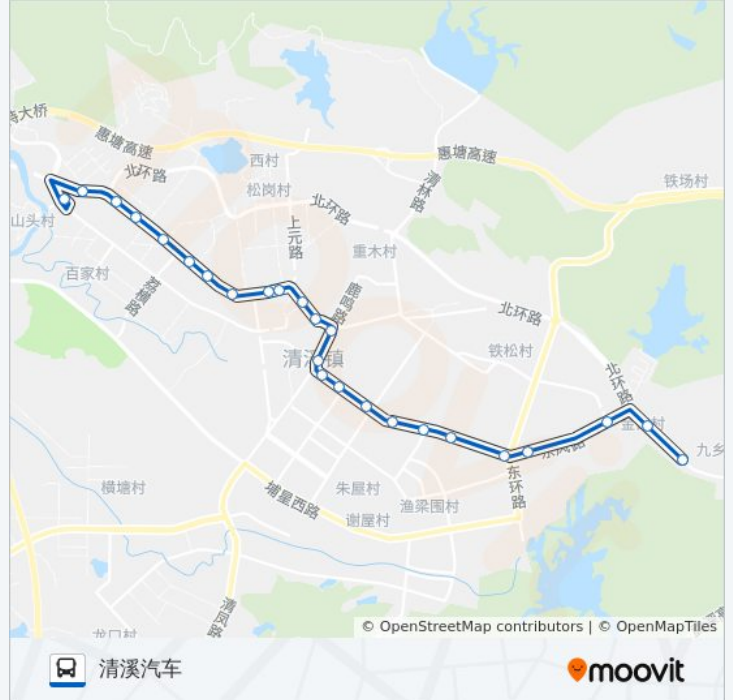 大桥
惠塘高速
北环路
西村
松岗村
惠塘高速
清林路
铁场村
山头村
北环路
上元路
重木村
百家村
荔横路
鹿鸣路
北环路
清溪镇
铁松村
北环路
九乡
东风路
东环路
横塘村
埔星西路
朱屋村
渔梁围村
谢屋村
清凤路
龙口村
© OpenStreetMap contributors | © OpenMapTiles
清溪汽车
moovit